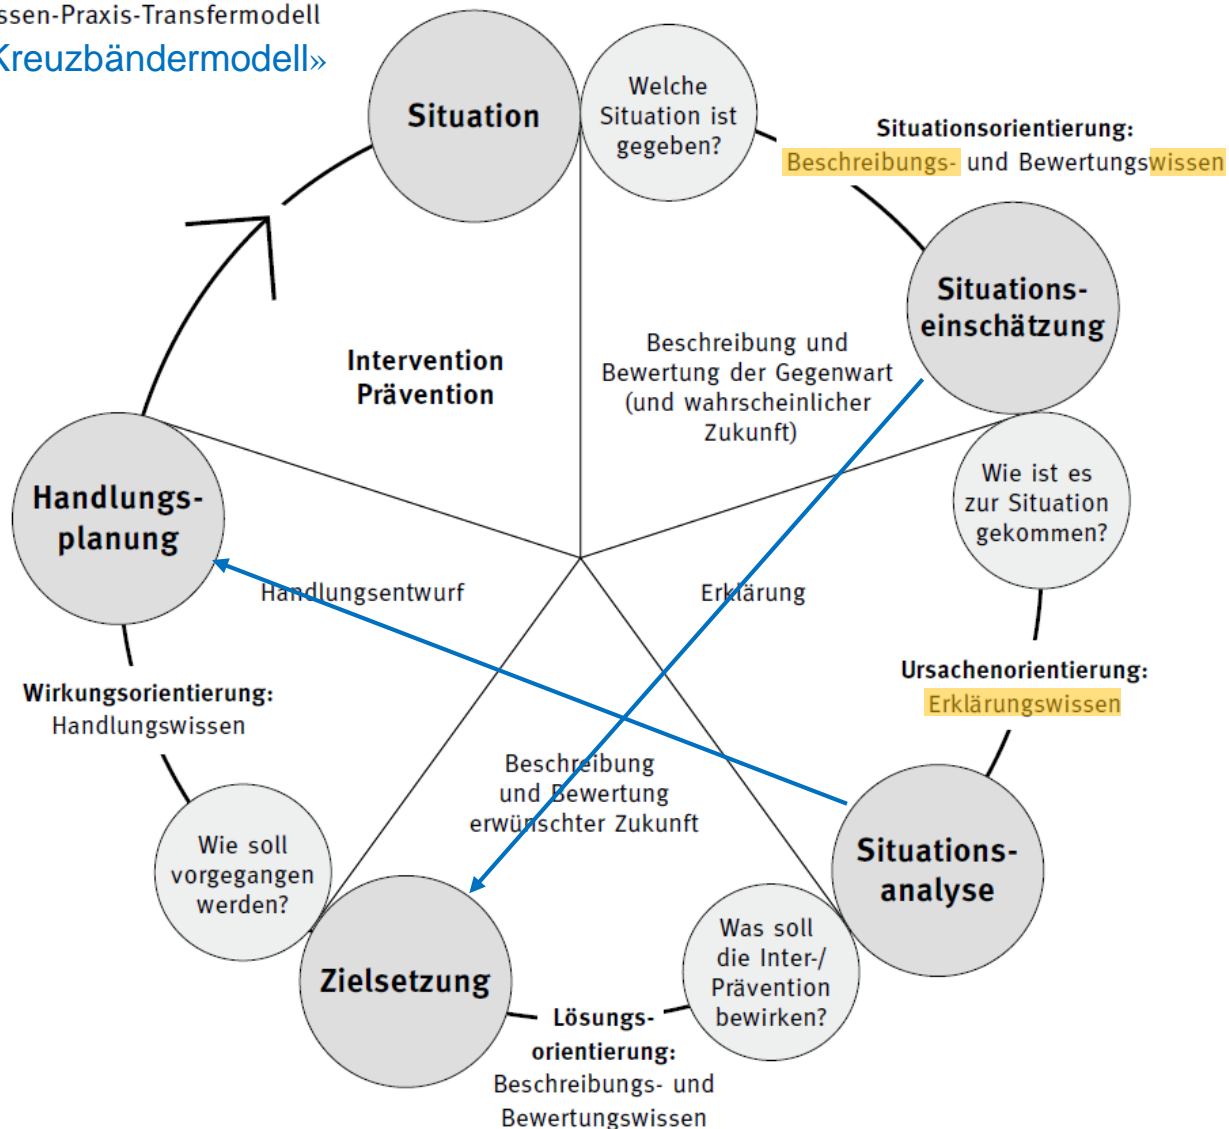 ssen-Praxis-Transfermodell
Kreuzbändermodell»
Situation
Welche
Situation ist
gegeben?
Situationsorientierung:
Beschreibungs- und Bewertungswissen
Situations-
einschätzung
Beschreibung und
Bewertung der Gegenwart
(und wahrscheinlicher
Zukunft)
Intervention
Prävention
Wie ist es
zur Situation
gekommen?
Handlungs-
planung
Handlungsentwurf
Erklärung
Ursachenorientierung:
Erklärungswissen
Wirkungsorientierung:
Handlungswissen
Beschreibung
und Bewertung
erwünschter Zukunft
Situations-
analyse
Wie soll
vorgegangen
werden?
Was soll
die Inter-/
Prävention
bewirken?
Zielsetzung
Lösungs-
orientierung:
Beschreibungs- und
Bewertungswissen